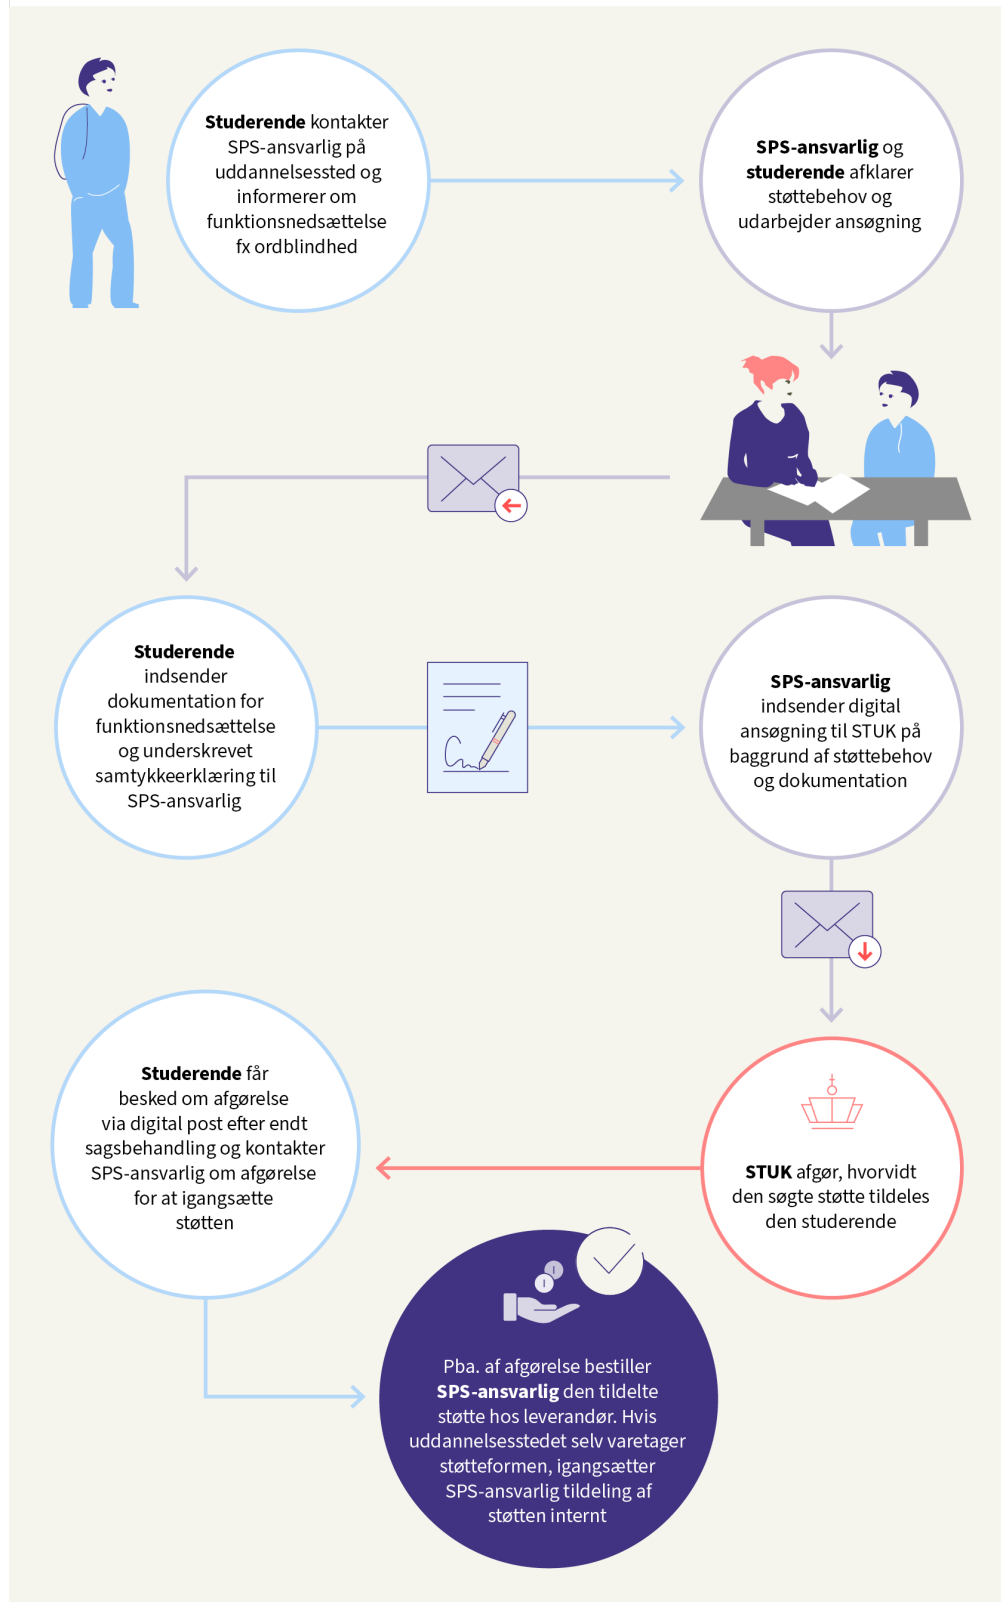 Studerende kontakter
SPS-ansvarlig på
uddannelsessted og
informerer om
funktionsnedsættelse
fx ordblindhed
SPS-ansvarlig og
studerende afklarer
støttebehov og
udarbejder ansøgning
Studerende
indsender
dokumentation for
funktionsnedsættelse
og underskrevet
samtykkeerklæring til
SPS-ansvarlig
SPS-ansvarlig
indsender digital
ansøgning til STUK på
baggrund af støttebehov
og dokumentation
STUK afgør, hvorvidt
den søgte støtte tildeles
den studerende
Studerende får
besked om afgørelse
via digital post efter endt
sagsbehandling og kontakter
SPS-ansvarlig om afgørelse
for at igangsætte
støtten
Pba. af afgørelse bestiller
SPS-ansvarlig den tildelte
støtte hos leverandør. Hvis
uddannelsesstedet selv varetager
støtteformen, igangsætter
SPS-ansvarlig tildeling af
støtten internt